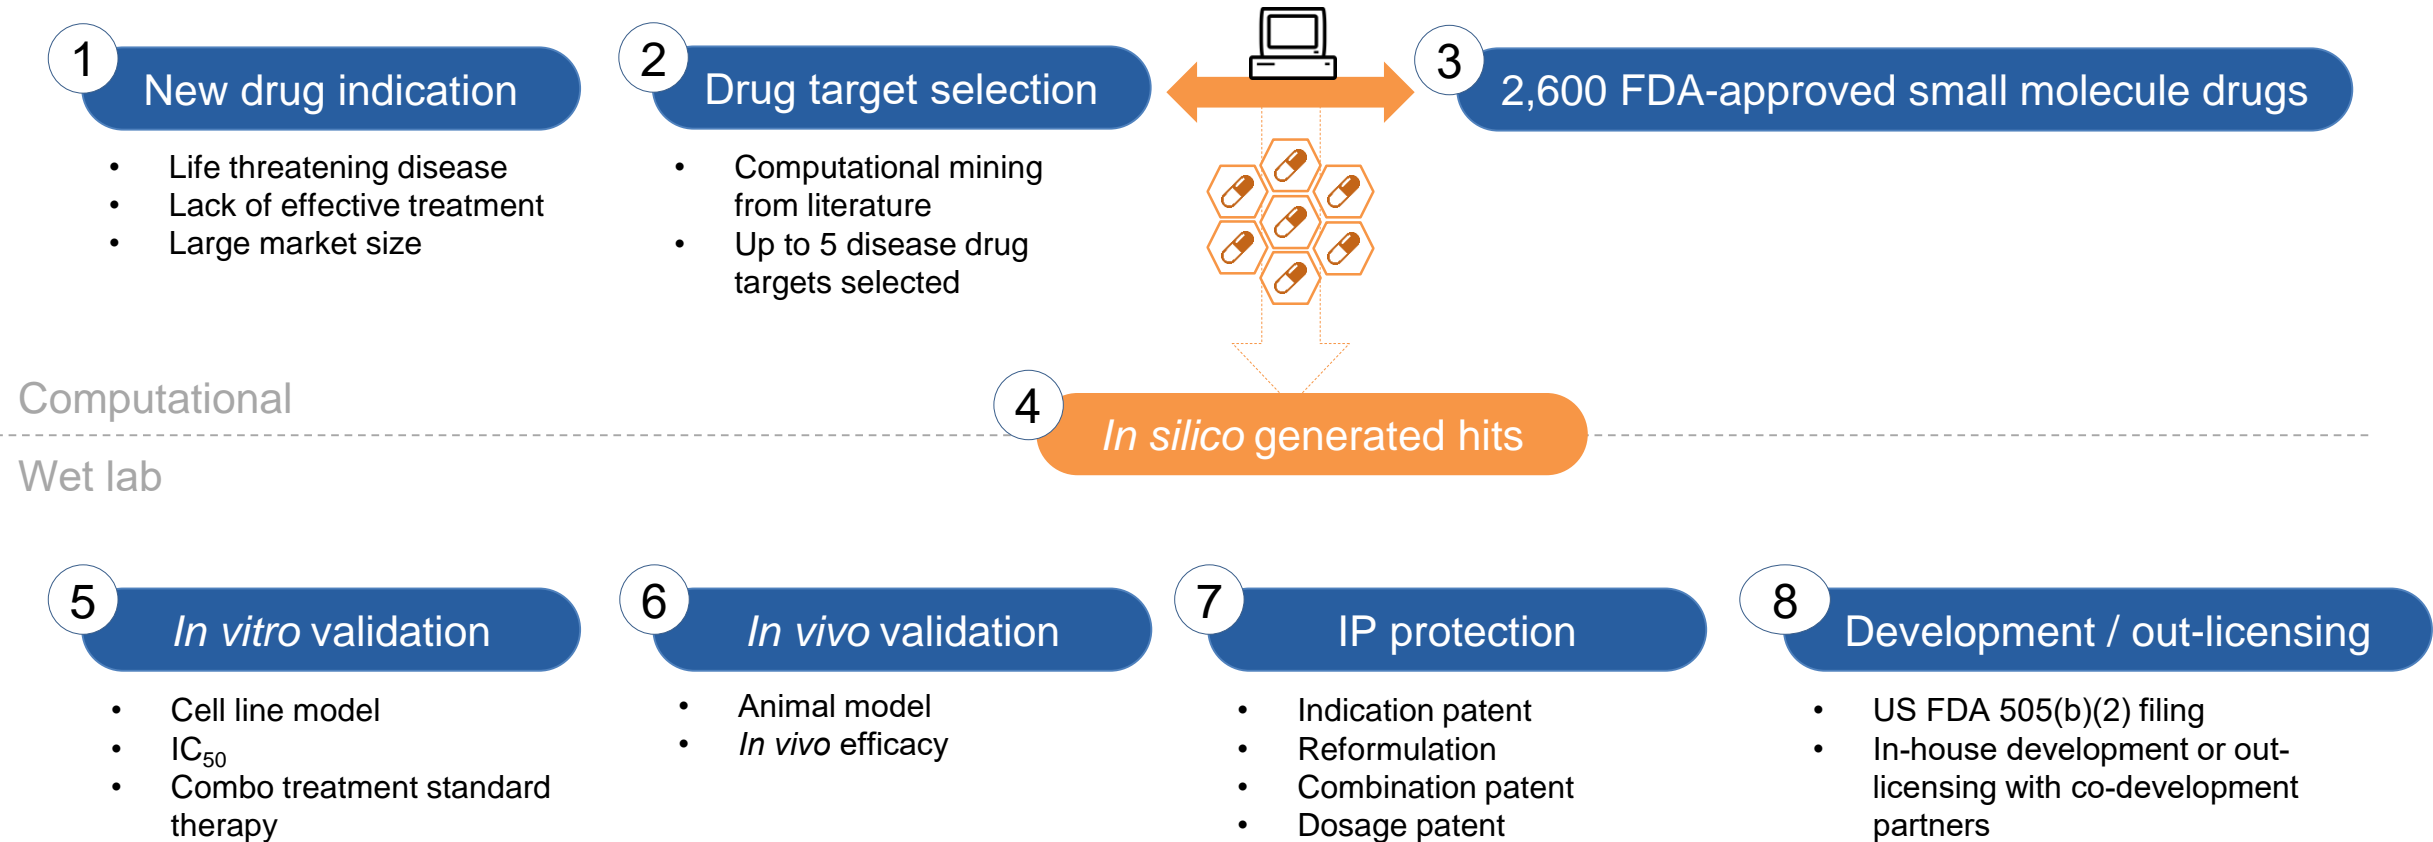 1
New drug indication
• Life threatening disease
• Lack of effective treatment
• Large market size
2
Drug target selection
• Computational mining
from literature
• Up to 5 disease drug
targets selected
3
2,600 FDA-approved small molecule drugs
Computational
4
In silico generated hits
Wet lab
5
In vitro validation
• Cell line model
• IC₅₀
• Combo treatment standard
therapy
6
In vivo validation
• Animal model
• In vivo efficacy
7
IP protection
• Indication patent
• Reformulation
• Combination patent
• Dosage patent
8
Development / out-licensing
• US FDA 505(b)(2) filing
• In-house development or out-
licensing with co-development
partners